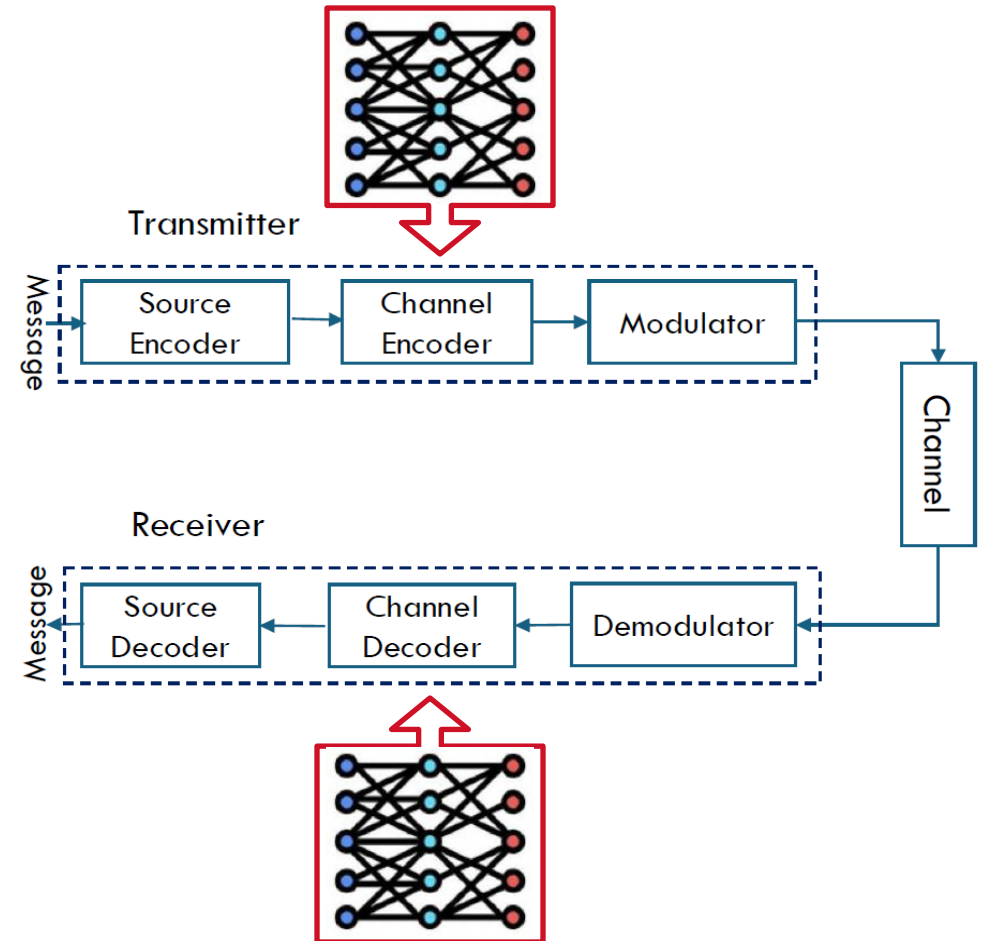 Transmitter
Message
Source
Encoder
Channel
Encoder
Modulator
Channel
Receiver
Message
Source
Decoder
Channel
Decoder
Demodulator